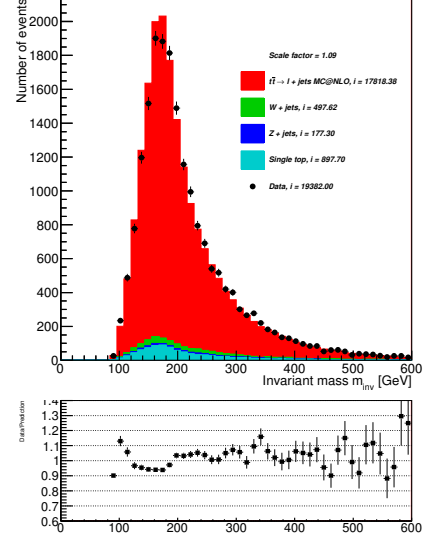 Number of events
2000
1800
1600
1400
1200
1000
800
600
400
200
0
Scale factor = 1.09
tt̄ → l + jets MC@NLO, i = 17818.38
W + jets, i = 497.62
Z + jets, i = 177.30
Single top, i = 897.70
Data, i = 19382.00
0 100 200 300 400 500 600
Invariant mass m_inv [GeV]
Data/Prediction
1.4
1.3
1.2
1.1
1
0.9
0.8
0.7
0.6
0 100 200 300 400 500 600